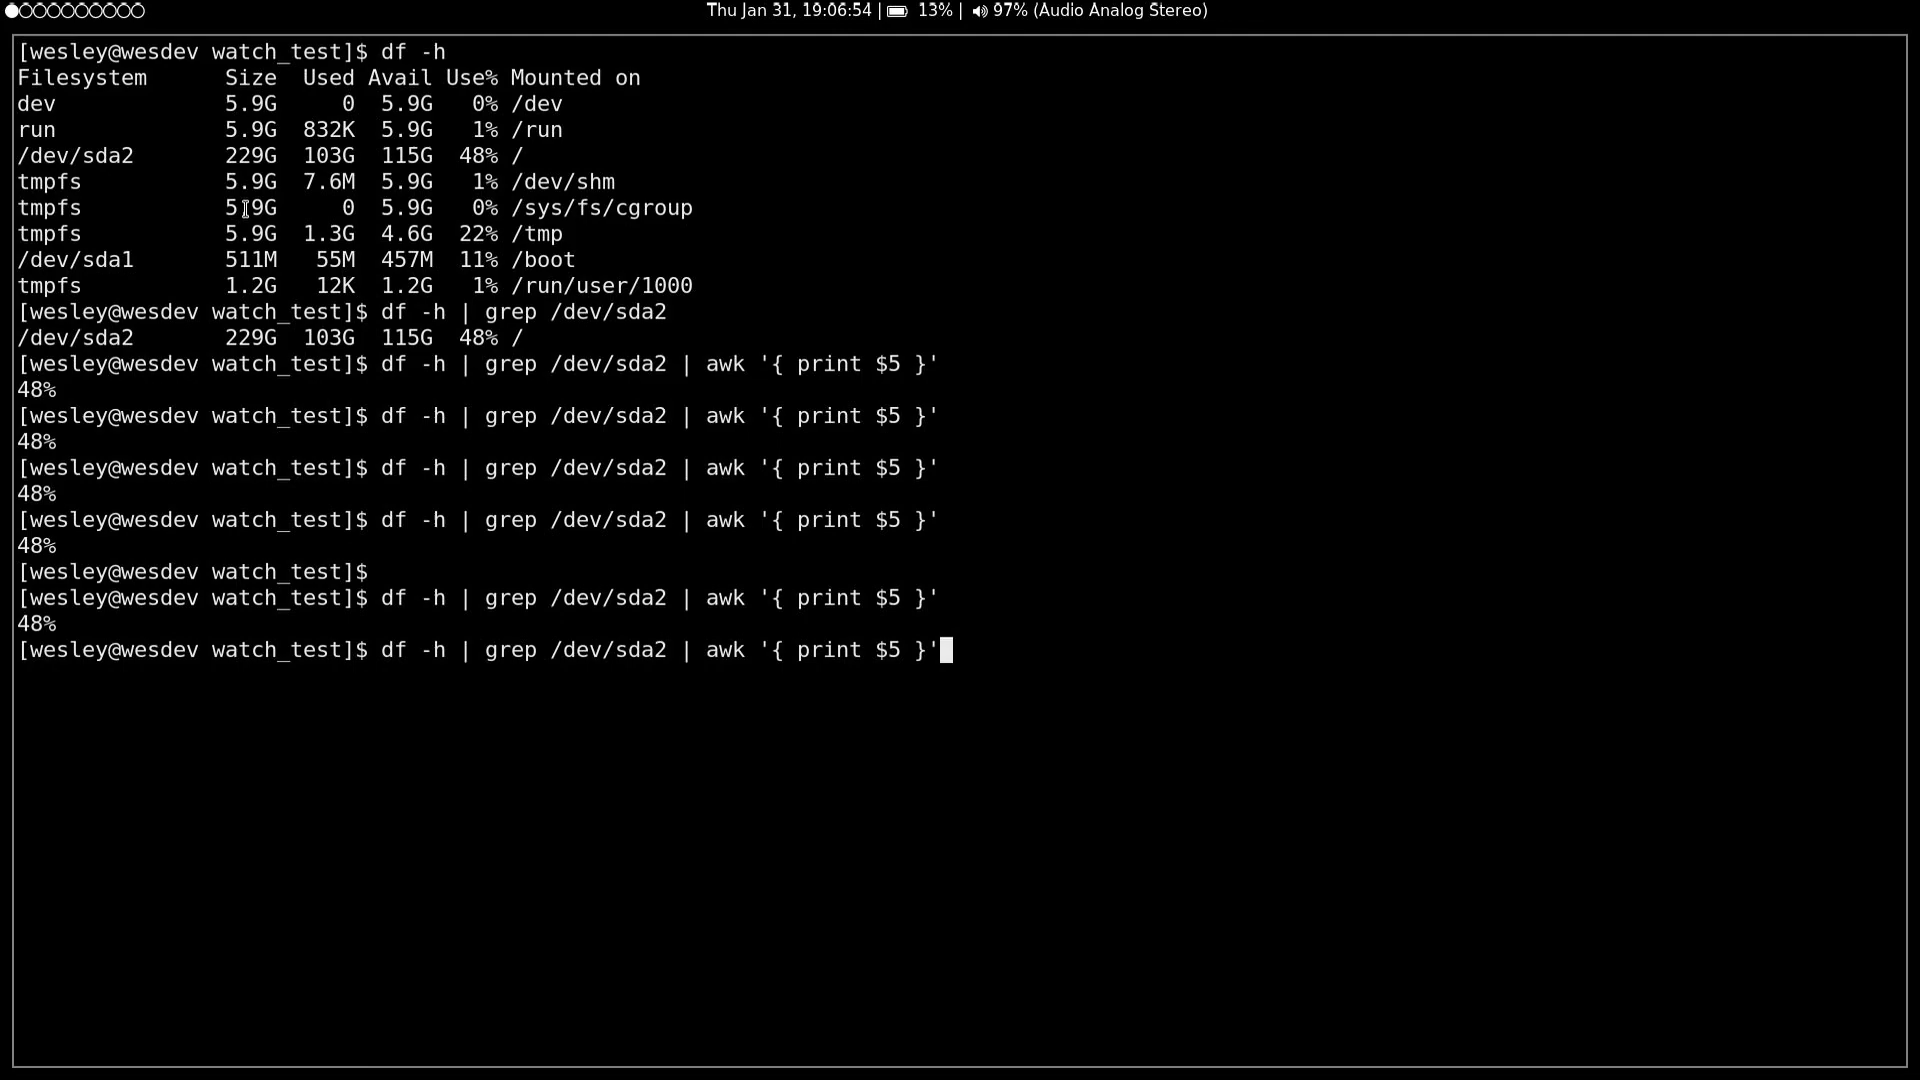 Thu Jan 31, 19:06:54 | 13% | 97% (Audio Analog Stereo)
[wesley@wesdev watch_test]$ df -h
Filesystem      Size  Used Avail Use% Mounted on
dev             5.9G     0  5.9G   0% /dev
run             5.9G  832K  5.9G   1% /run
/dev/sda2       229G  103G  115G  48% /
tmpfs           5.9G  7.6M  5.9G   1% /dev/shm
tmpfs           5.9G     0  5.9G   0% /sys/fs/cgroup
tmpfs           5.9G  1.3G  4.6G  22% /tmp
/dev/sda1       511M   55M  457M  11% /boot
tmpfs           1.2G   12K  1.2G   1% /run/user/1000
[wesley@wesdev watch_test]$ df -h | grep /dev/sda2
/dev/sda2       229G  103G  115G  48% /
[wesley@wesdev watch_test]$ df -h | grep /dev/sda2 | awk '{ print $5 }'
48%
[wesley@wesdev watch_test]$ df -h | grep /dev/sda2 | awk '{ print $5 }'
48%
[wesley@wesdev watch_test]$ df -h | grep /dev/sda2 | awk '{ print $5 }'
48%
[wesley@wesdev watch_test]$ df -h | grep /dev/sda2 | awk '{ print $5 }'
48%
[wesley@wesdev watch_test]$
[wesley@wesdev watch_test]$ df -h | grep /dev/sda2 | awk '{ print $5 }'
48%
[wesley@wesdev watch_test]$ df -h | grep /dev/sda2 | awk '{ print $5 }'